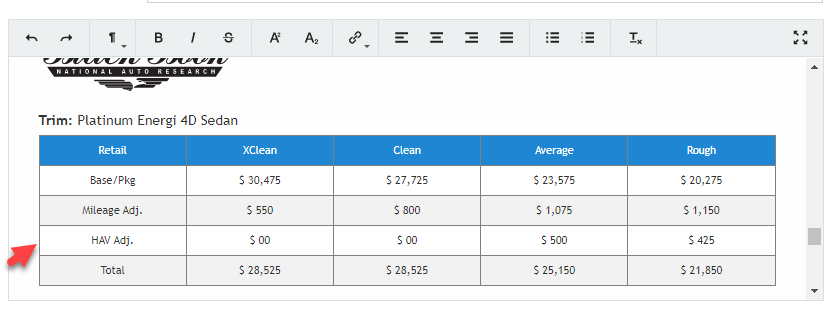 NATIONAL AUTO RESEARCH
Trim: Platinum Energi 4D Sedan
Retail XClean Clean Average Rough
Base/Pkg $ 30,475 $ 27,725 $ 23,575 $ 20,275
Mileage Adj. $ 550 $ 800 $ 1,075 $ 1,150
HAV Adj. $ 00 $ 00 $ 500 $ 425
Total $ 28,525 $ 28,525 $ 25,150 $ 21,850